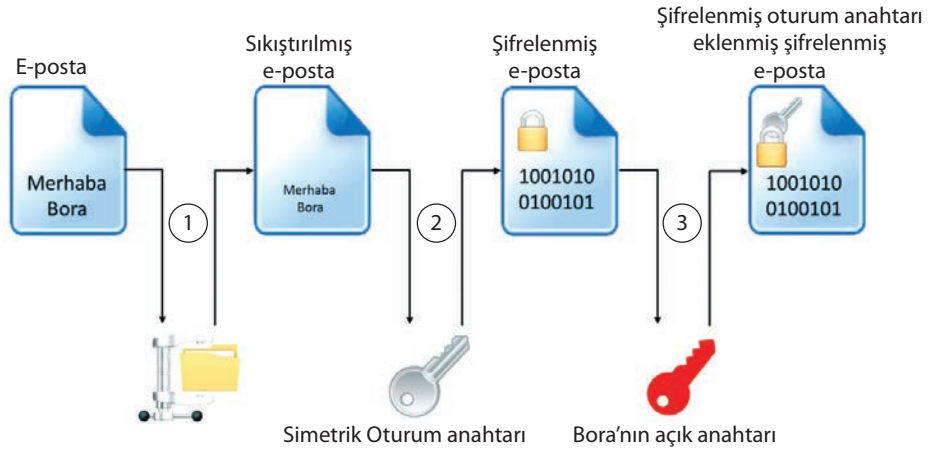 E-posta
Merhaba
Bora
1
Sıkıştırılmış
e-posta
Merhaba
Bora
2
Simetrik Oturum anahtarı
Şifrelenmiş
e-posta
1001010
0100101
3
Bora'nın açık anahtarı
Şifrelenmiş oturum anahtarı
eklenmiş şifrelenmiş
e-posta
1001010
0100101